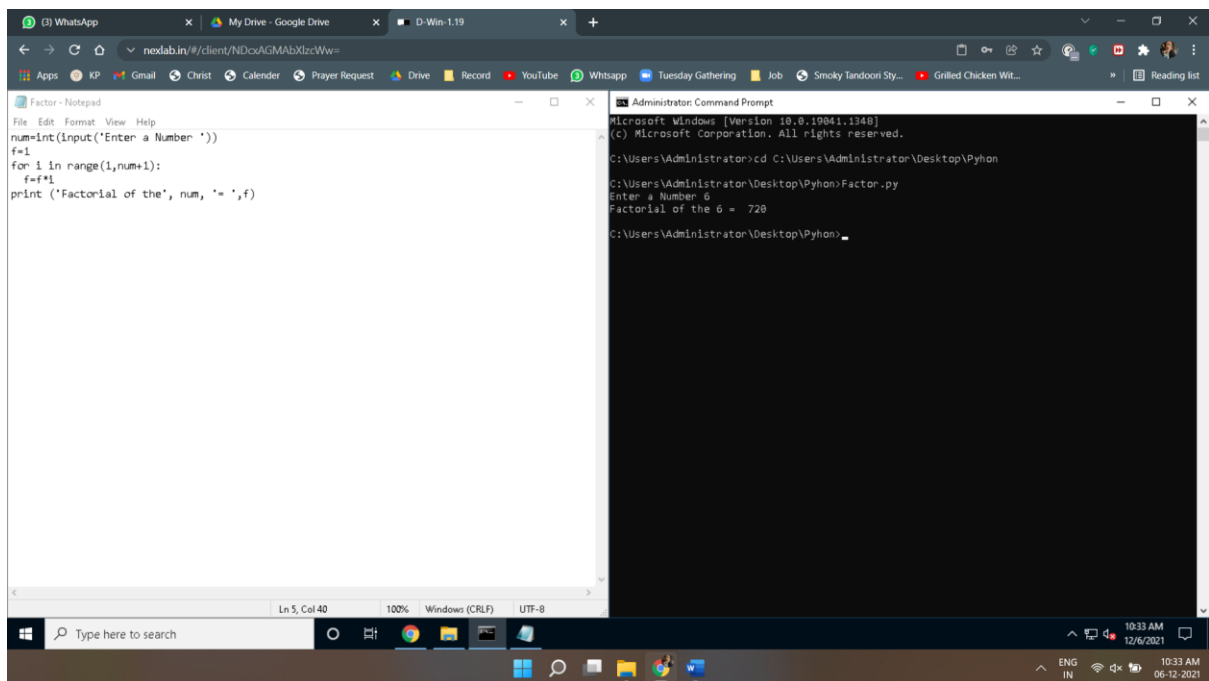 (3) WhatsApp
My Drive - Google Drive
D-Win-1.19
nexlab.in/#/client/NDcxAGMAbXlzcWw=
Apps KP Gmail Christ Calender Prayer Request Drive Record YouTube Whtsapp Tuesday Gathering Job Smoky Tandoori Sty... Grilled Chicken Wit... » Reading list
Factor - Notepad
File Edit Format View Help
num=int(input('Enter a Number '))
f=1
for i in range(1,num+1):
  f=f*i
print ('Factorial of the', num, '= ',f)
Ln 5, Col 40 100% Windows (CRLF) UTF-8
Administrator: Command Prompt
Microsoft Windows [Version 10.0.19041.1348]
(c) Microsoft Corporation. All rights reserved.
C:\Users\Administrator>cd C:\Users\Administrator\Desktop\Pyhon
C:\Users\Administrator\Desktop\Pyhon>Factor.py
Enter a Number 6
Factorial of the 6 =  720
C:\Users\Administrator\Desktop\Pyhon>
Type here to search
10:33 AM
12/6/2021
ENG
IN
10:33 AM
06-12-2021